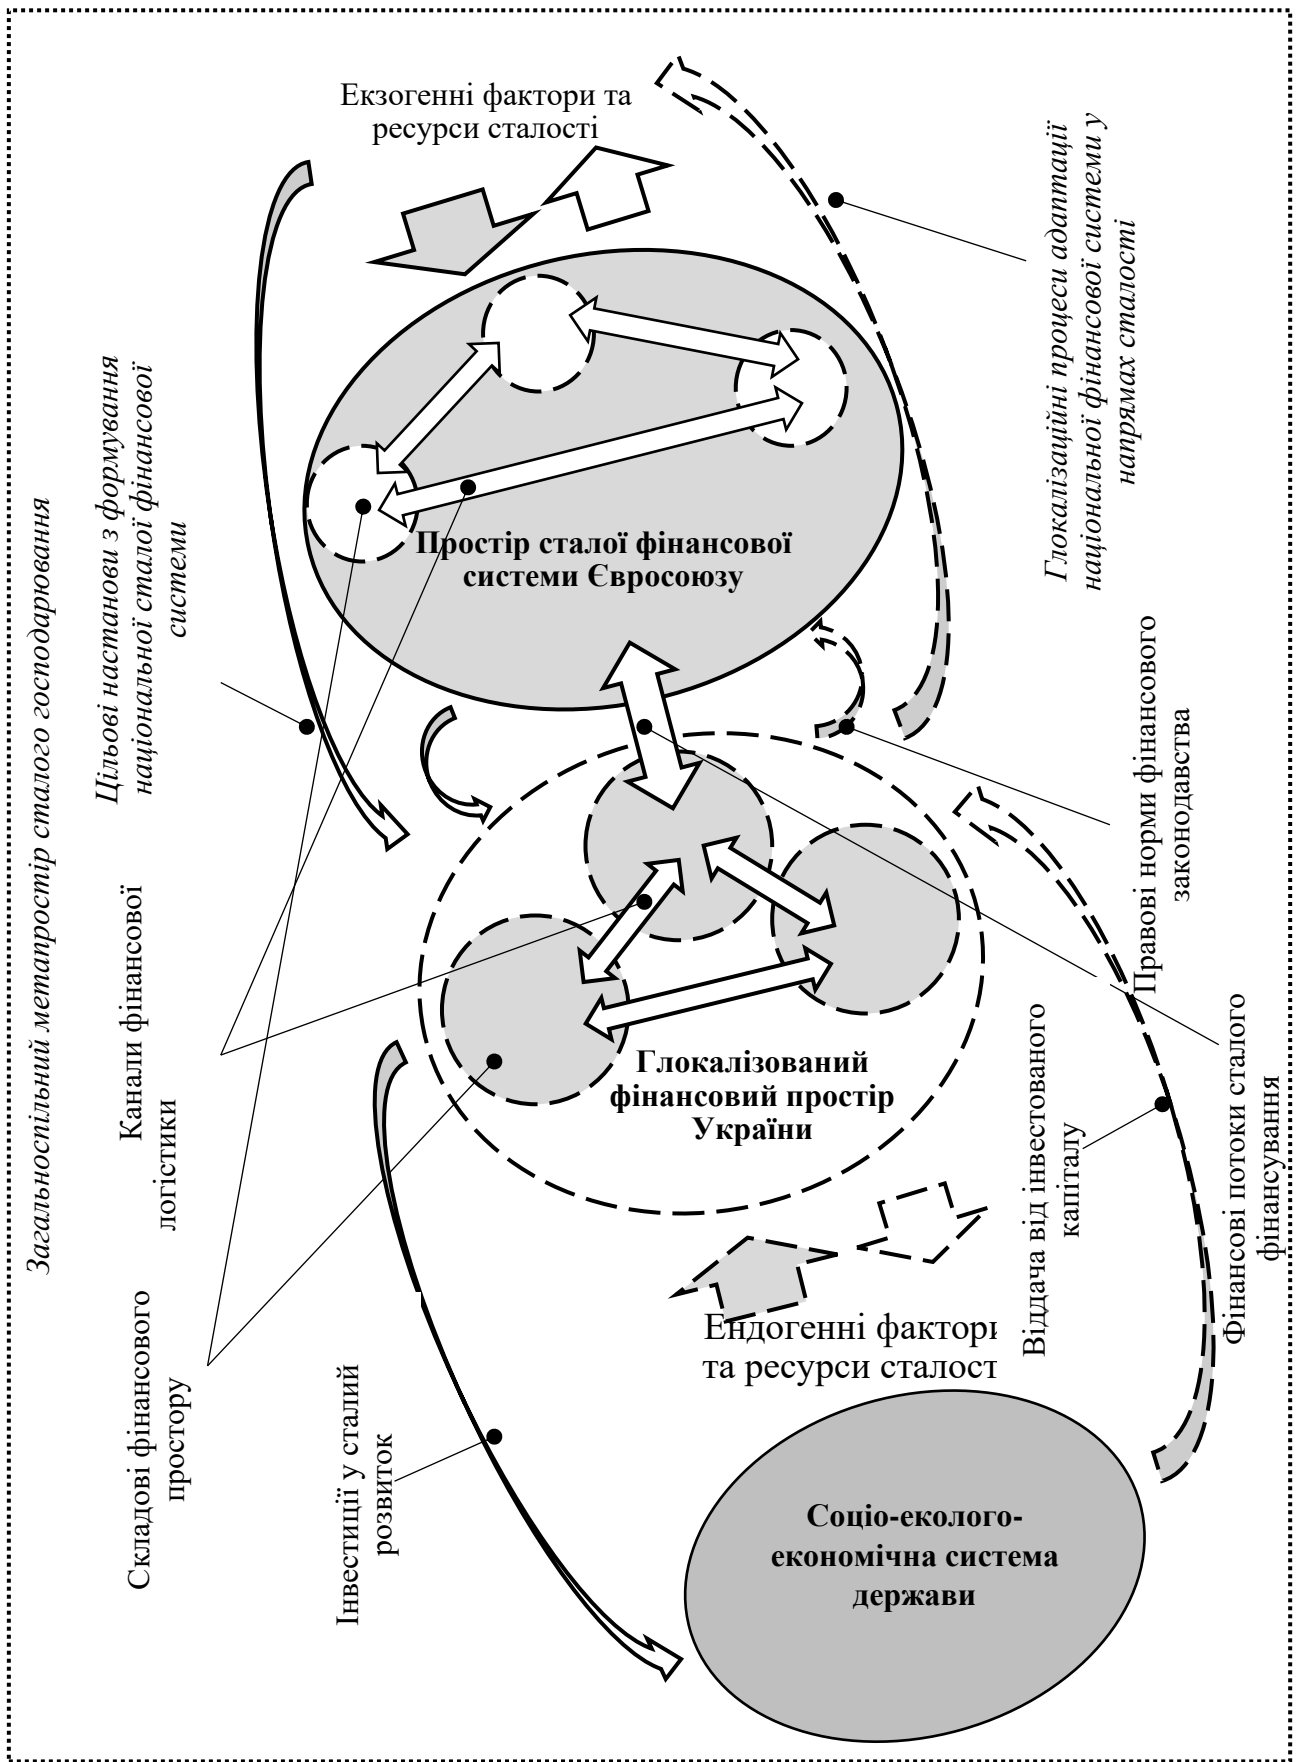 Загальноспільний метапростір сталого господарювання
Екзогенні фактори та
ресурси сталості
Цільові настанови з формування
національної сталої фінансової
системи
Глокалізаційні процеси адаптації
національної фінансової системи у
напрямах сталості
Простір сталої фінансової
системи Євросоюзу
Канали фінансової
логістики
Правові норми фінансового
законодавства
Глокалізований
фінансовий простір
України
Складові фінансового
простору
Віддача від інвестованого
капіталу
Фінансові потоки сталого
фінансування
Ендогенні фактори
та ресурси сталост
Інвестиції у сталий
розвиток
Соціо-еколого-
економічна система
держави